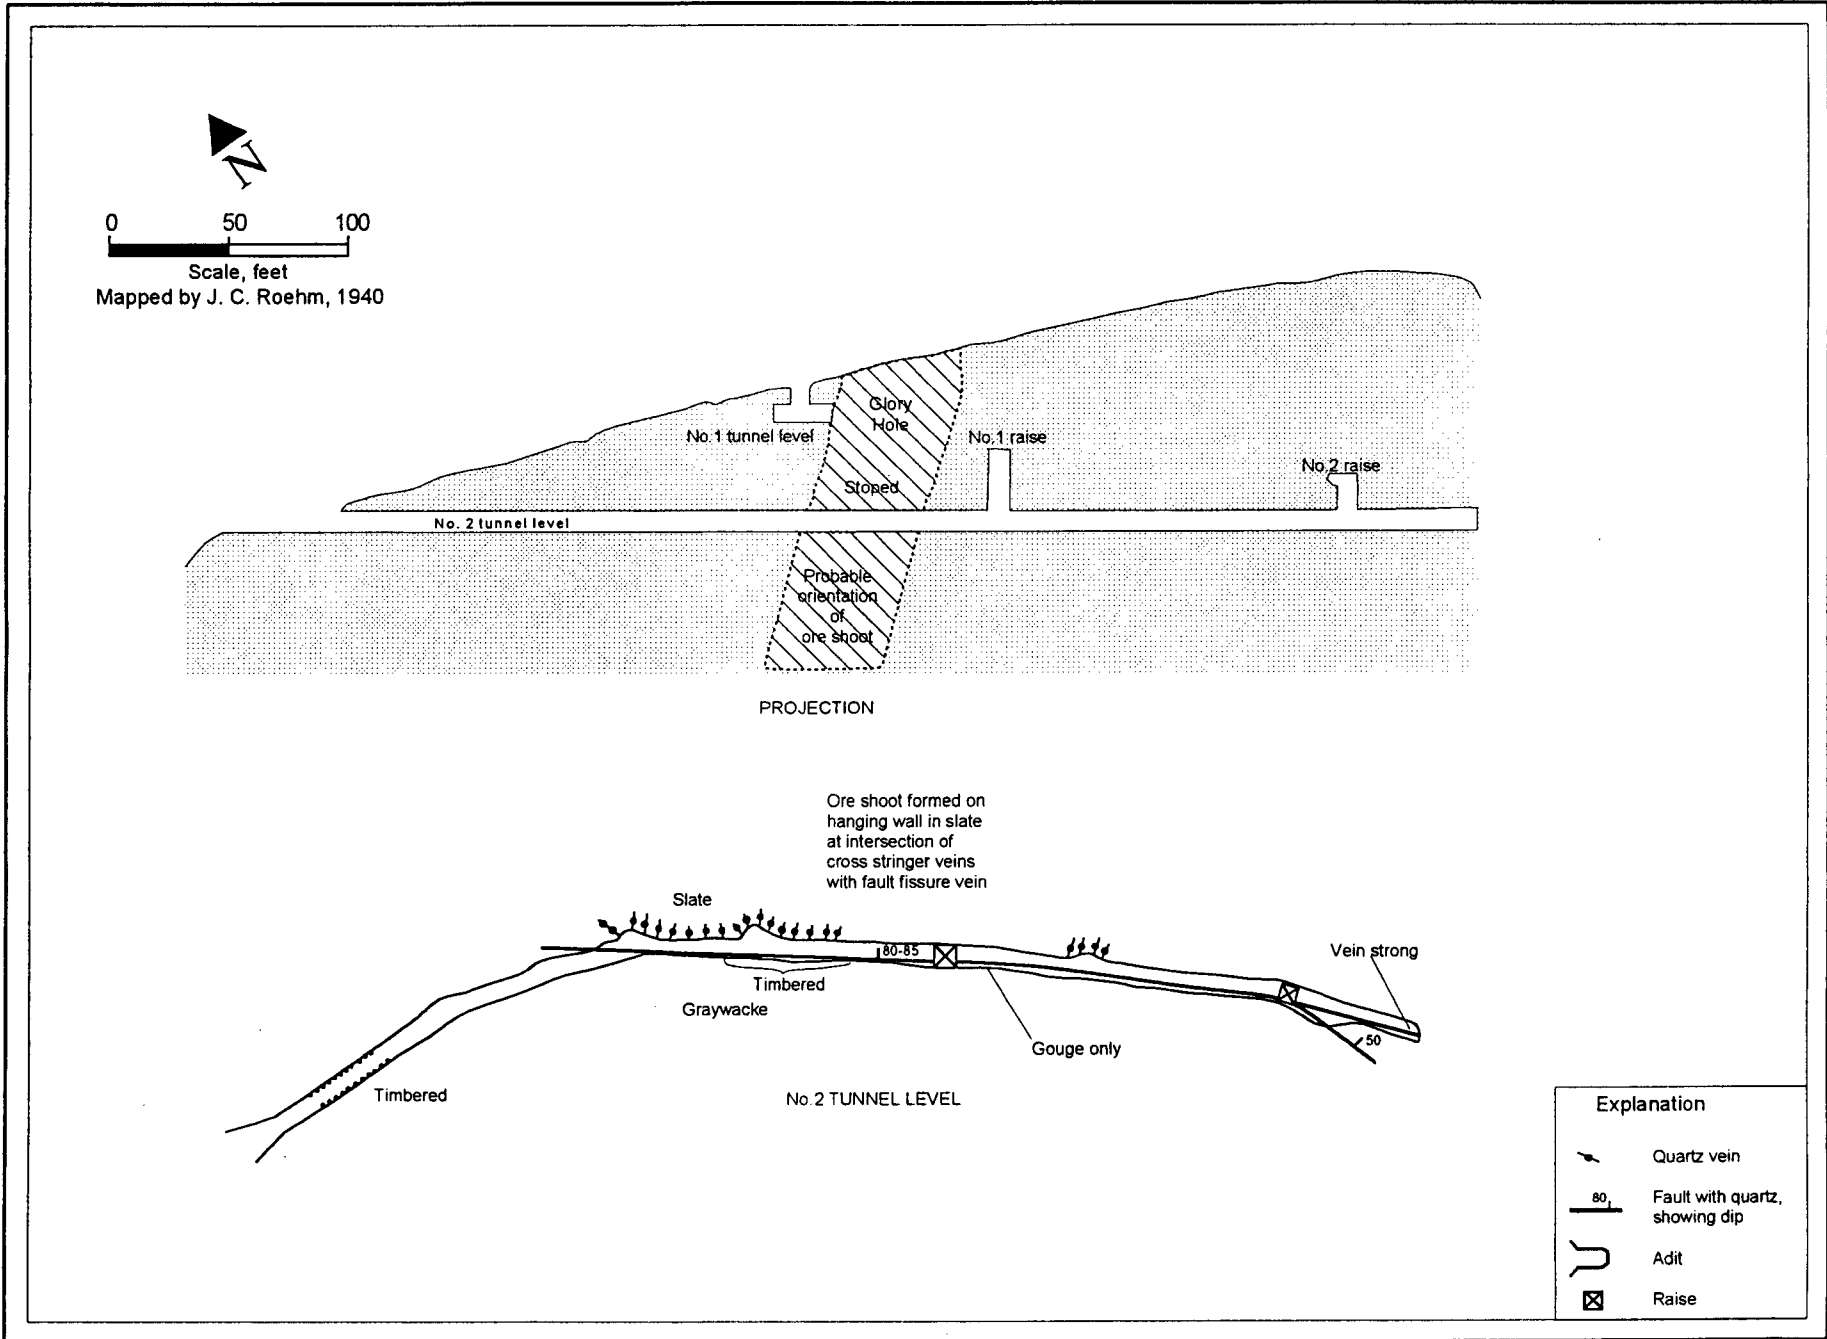 N
0 50 100
Scale, feet
Mapped by J. C. Roehm, 1940
Glory
Hole
No.1 tunnel level
No.1 raise
No.2 raise
Stoped
No. 2 tunnel level
Probable
orientation
of
ore shoot
PROJECTION
Ore shoot formed on
hanging wall in slate
at intersection of
cross stringer veins
with fault fissure vein
Slate
80-85
Vein strong
Timbered
Graywacke
Gouge only
50
Timbered
No.2 TUNNEL LEVEL
Explanation
Quartz vein
80
Fault with quartz,
showing dip
Adit
Raise